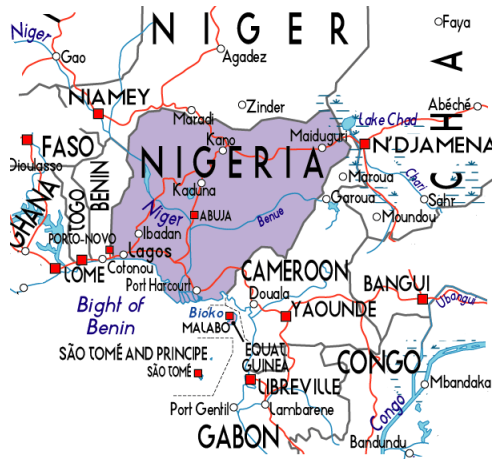 NIGER
Faya
Niger
Gao
Agadez
CHA
NIAMEY
Zinder
Abéché
Maradi
Lake Chad
Kano
Maiduguri
N'DJAMENA
FASO
Dioulasso
NIGERIA
Maroua
Chari
Kaduna
Sahr
GHANA
TOGO
BENIN
Niger
ABUJA
Benue
Garoua
Moundou
Ibadan
PORTO-NOVO
Lagos
LOME
Cotonou
CAMEROON
Port Harcourt
BANGUI
Douala
Ubangui
Bight of
Benin
Bioko
MALABO
YAOUNDE
SÃO TOMÉ AND PRINCIPE
EQUAT.
GUINEA
CONGO
SÃO TOMÉ
LIBREVILLE
Mbandaka
Port Gentil
Lambarene
Congo
GABON
Bandundu